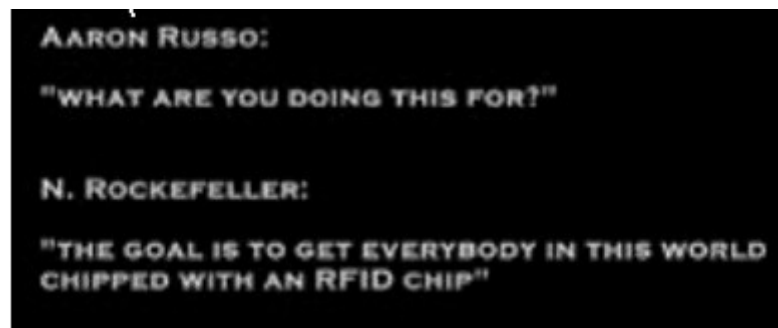 AARON RUSSO:
"WHAT ARE YOU DOING THIS FOR?"
N. ROCKEFELLER:
"THE GOAL IS TO GET EVERYBODY IN THIS WORLD
CHIPPED WITH AN RFID CHIP"